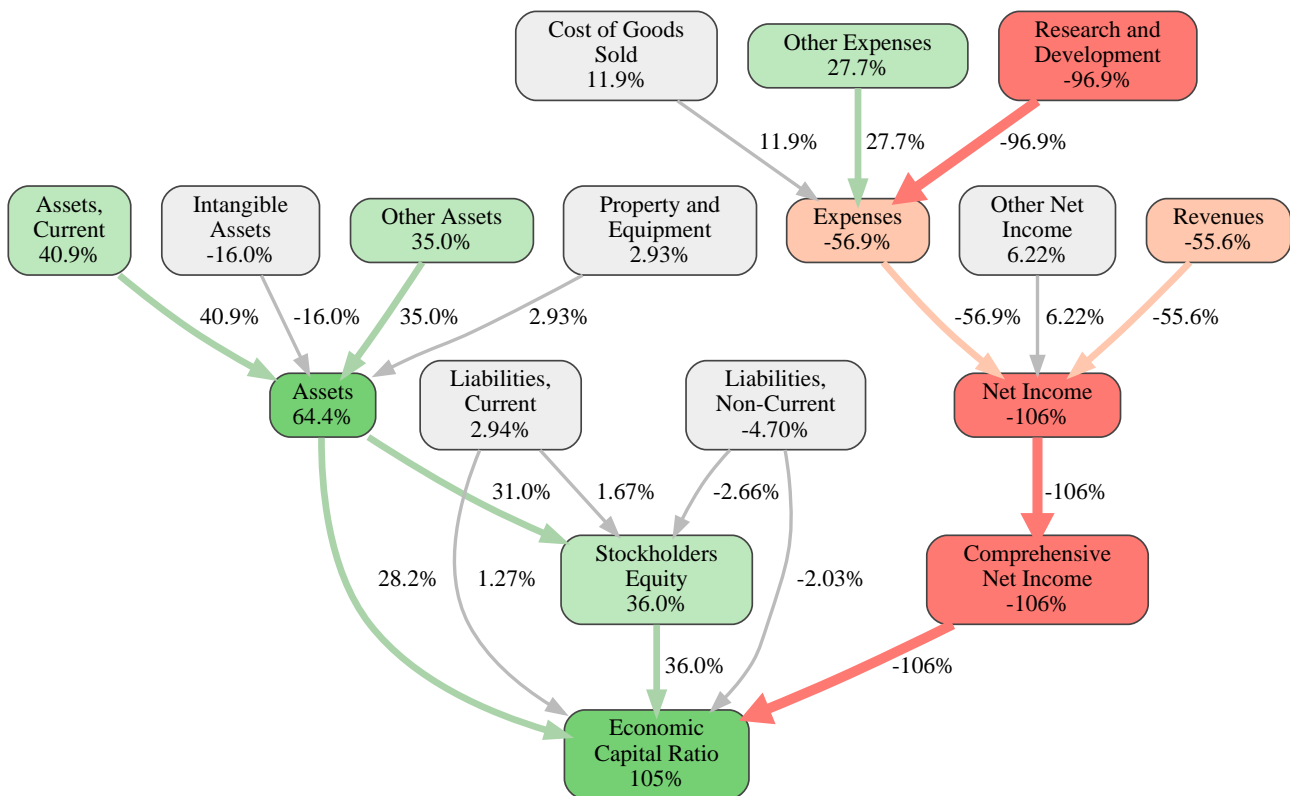 Cost of Goods
Sold
11.9%
Other Expenses
27.7%
Research and
Development
-96.9%
11.9%
27.7%
-96.9%
Assets,
Current
40.9%
Intangible
Assets
-16.0%
Other Assets
35.0%
Property and
Equipment
2.93%
Expenses
-56.9%
Other Net
Income
6.22%
Revenues
-55.6%
40.9%
-16.0%
35.0%
2.93%
-56.9%
6.22%
-55.6%
Assets
64.4%
Liabilities,
Current
2.94%
Liabilities,
Non-Current
-4.70%
Net Income
-106%
31.0%
1.67%
-2.66%
-106%
28.2%
1.27%
Stockholders
Equity
36.0%
-2.03%
Comprehensive
Net Income
-106%
36.0%
-106%
Economic
Capital Ratio
105%